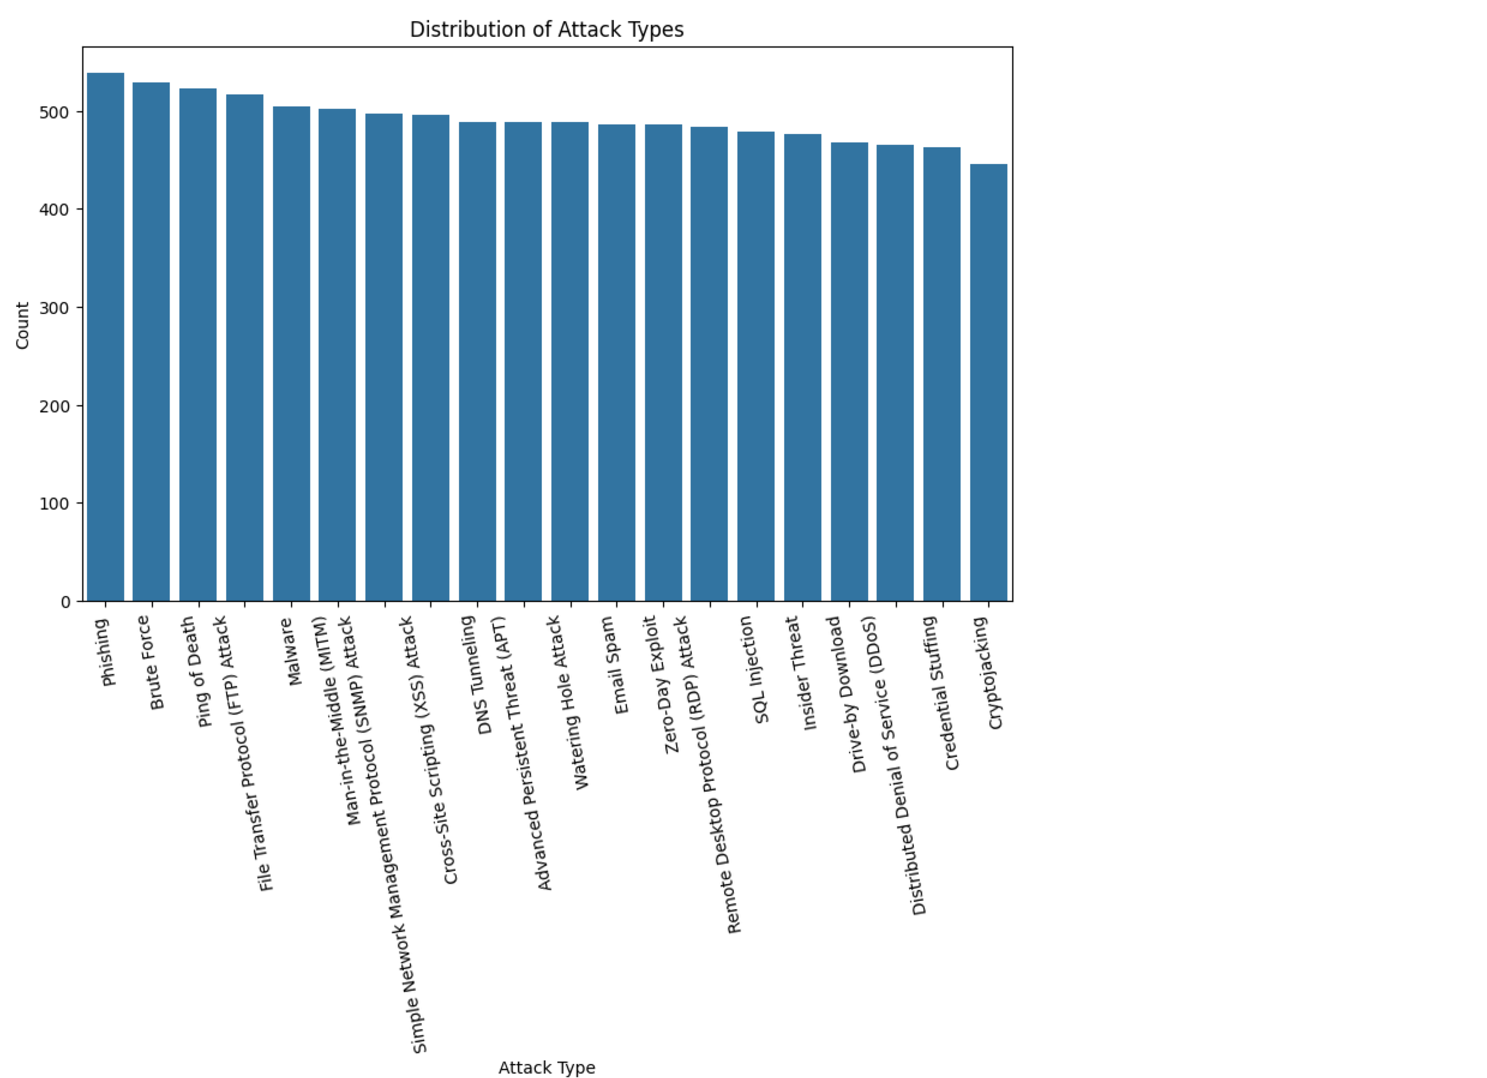 Distribution of Attack Types
Count
500
400
300
200
100
0
Phishing
Brute Force
Ping of Death
File Transfer Protocol (FTP) Attack
Malware
Man-in-the-Middle (MITM)
Simple Network Management Protocol (SNMP) Attack
Cross-Site Scripting (XSS) Attack
DNS Tunneling
Advanced Persistent Threat (APT)
Watering Hole Attack
Email Spam
Zero-Day Exploit
Remote Desktop Protocol (RDP) Attack
SQL Injection
Insider Threat
Drive-by Download
Distributed Denial of Service (DDoS)
Credential Stuffing
Cryptojacking
Attack Type